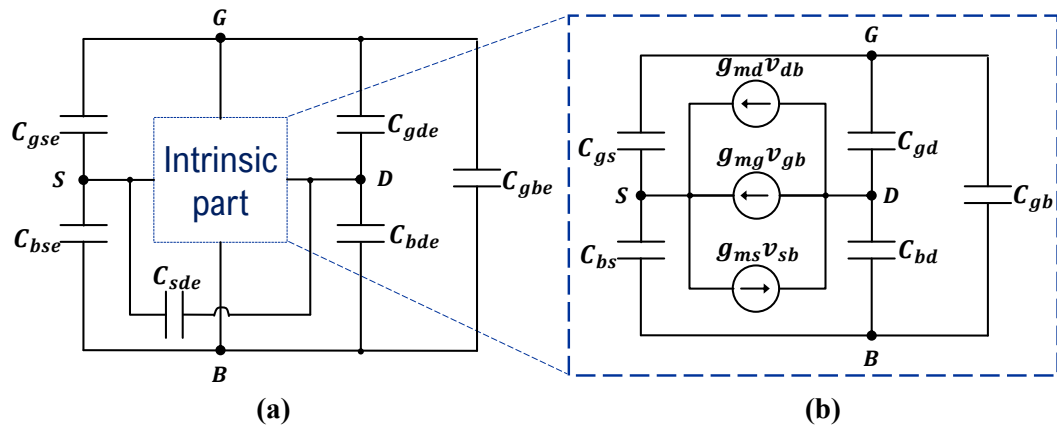 G
C_gse
C_gde
S
Intrinsic
part
D
C_gbe
C_bse
C_bde
C_sde
B
(a)
G
g_md v_db
C_gs
C_gd
g_mg v_gb
S
D
C_gb
C_bs
g_ms v_sb
C_bd
B
(b)